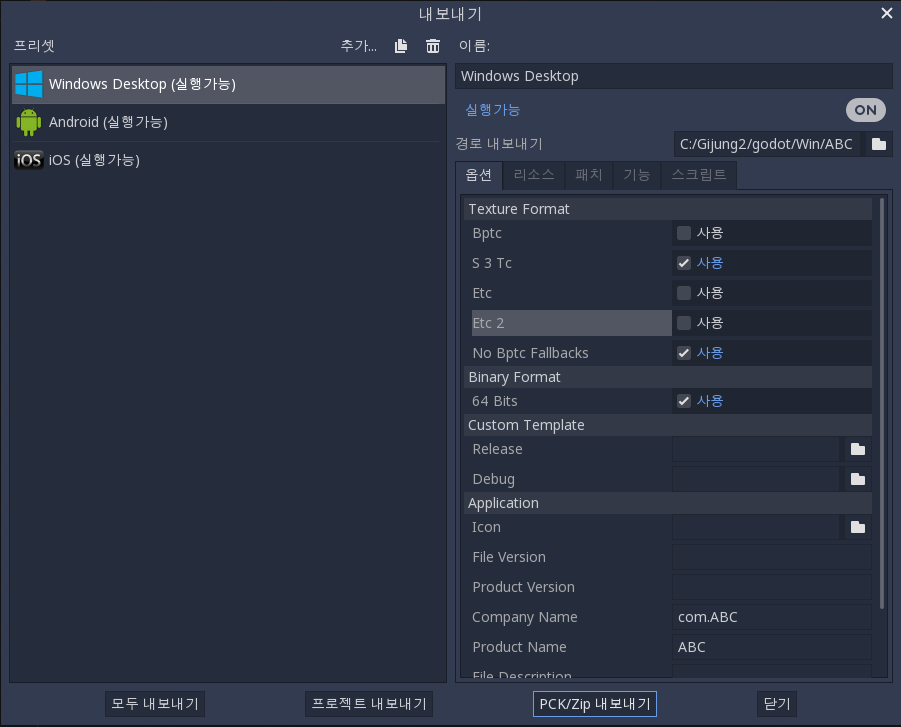 내보내기
프리셋
추가...
Windows Desktop (실행가능)
Android (실행가능)
iOS iOS (실행가능)
이름:
Windows Desktop
실행가능 ON
경로 내보내기 C:/Gijung2/godot/Win/ABC
옵션 리소스 패치 기능 스크립트
Texture Format
Bptc 사용
S 3 Tc 사용
Etc 사용
Etc 2 사용
No Bptc Fallbacks 사용
Binary Format
64 Bits 사용
Custom Template
Release
Debug
Application
Icon
File Version
Product Version
Company Name com.ABC
Product Name ABC
File Description
모두 내보내기 프로젝트 내보내기 PCK/Zip 내보내기 닫기